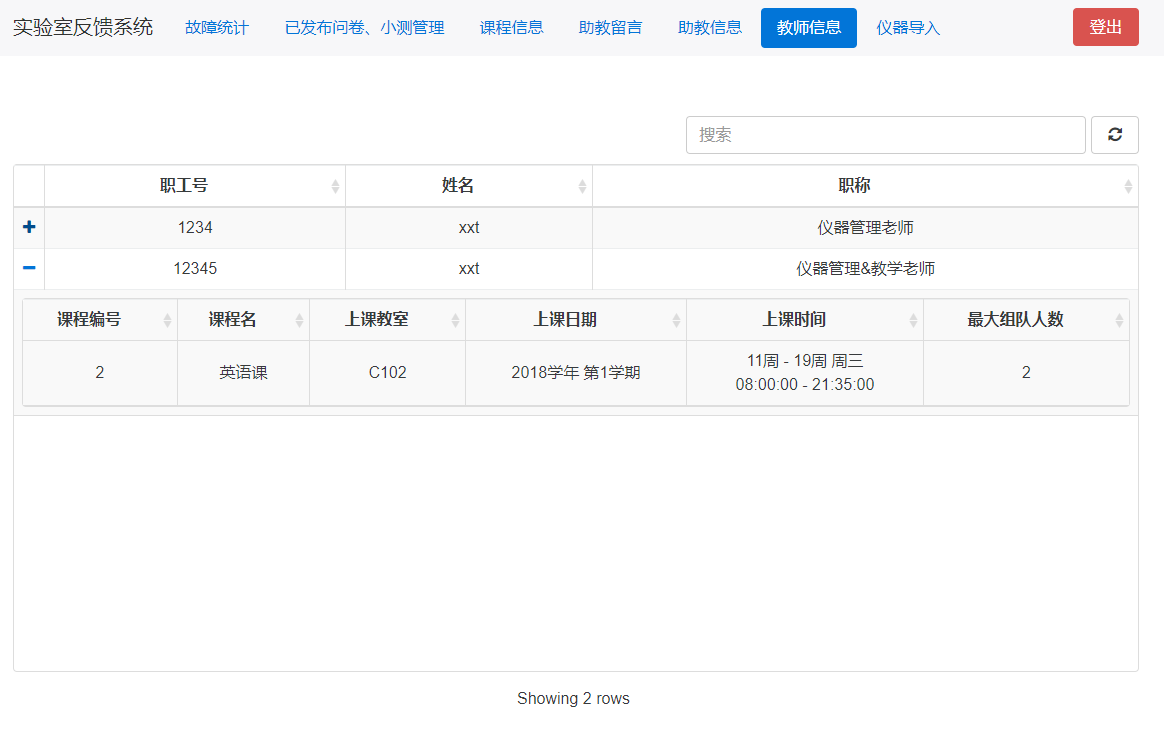 实验室反馈系统 故障统计 已发布问卷、小测管理 课程信息 助教留言 助教信息 教师信息 仪器导入 登出
搜索
职工号 姓名 职称
1234 xxt 仪器管理老师
12345 xxt 仪器管理&教学老师
课程编号 课程名 上课教室 上课日期 上课时间 最大组队人数
2 英语课 C102 2018学年 第1学期 11周 - 19周 周三 2
08:00:00 - 21:35:00
Showing 2 rows